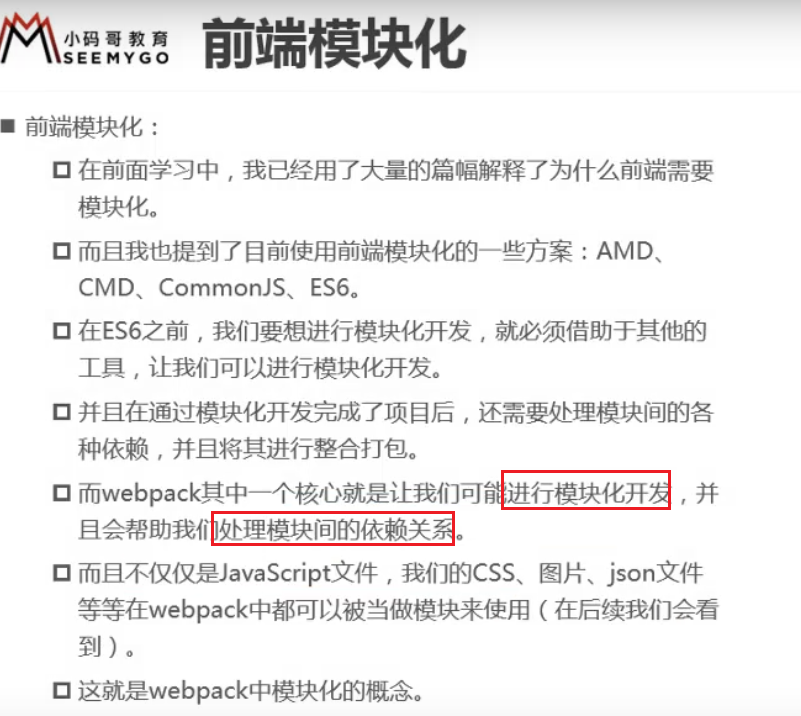 小码哥教育
SEEMYGO
前端模块化
前端模块化：
在前面学习中，我已经用了大量的篇幅解释了为什么前端需要
模块化。
而且我也提到了目前使用前端模块化的一些方案：AMD、
CMD、CommonJS、ES6。
在ES6之前，我们要想进行模块化开发，就必须借助于其他的
工具，让我们可以进行模块化开发。
并且在通过模块化开发完成了项目后，还需要处理模块间的各
种依赖，并且将其进行整合打包。
而webpack其中一个核心就是让我们可能进行模块化开发，并
且会帮助我们处理模块间的依赖关系。
而且不仅仅是JavaScript文件，我们的CSS、图片、json文件
等等在webpack中都可以被当做模块来使用（在后续我们会看
到）。
这就是webpack中模块化的概念。